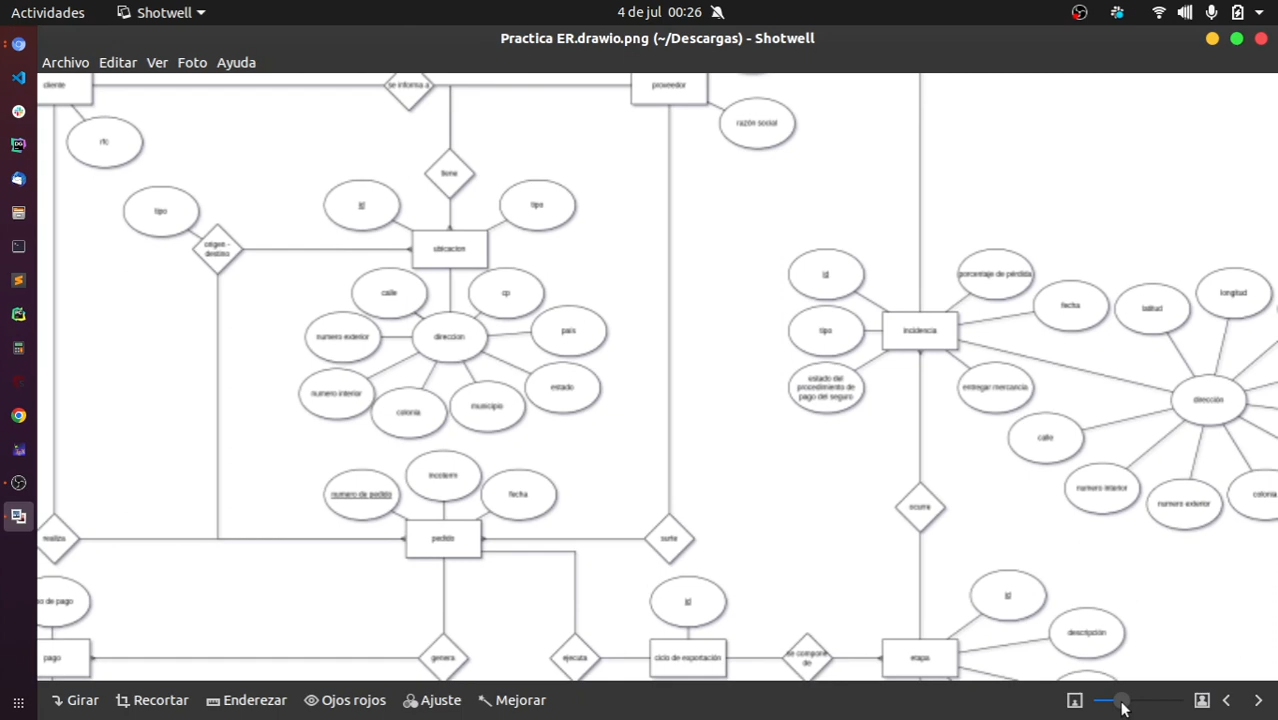 Actividades
Shotwell
4 de jul 00:26
Practica ER.drawio.png (~/Descargas) - Shotwell
Archivo Editar Ver Foto Ayuda
cliente
se informa a
proveedor
rfc
razón social
tiene
tipo
id
tipo
origen -
destino
ubicacion
calle
cp
numero exterior
direccion
país
numero interior
estado
colonia
municipio
id
porcentaje de pérdida
fecha
latitud
longitud
tipo
incidencia
estado del
procedimiento de
pago del seguro
entregar mercancía
dirección
calle
numero interior
numero exterior
colonia
numero de pedido
incoterm
fecha
ocurre
realiza
pedido
surte
o de pago
id
id
descripción
pago
genera
ejecuta
ciclo de exportación
se compone
de
etapa
Girar Recortar Enderezar Ojos rojos Ajuste Mejorar